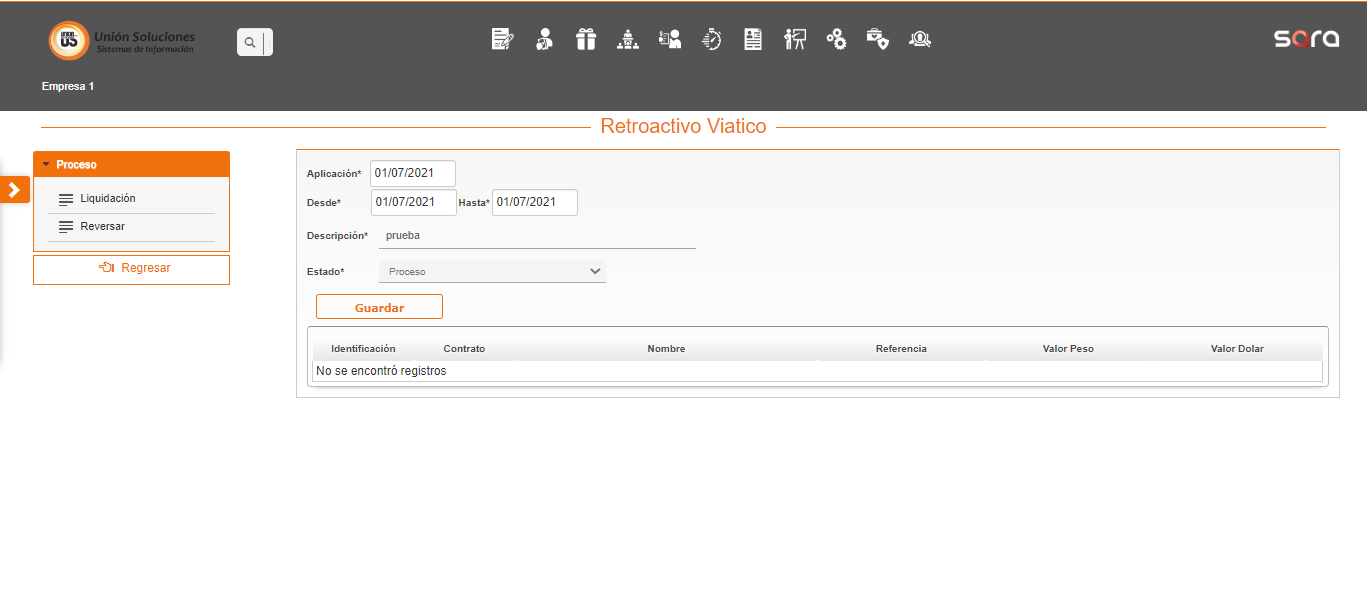 UNION
US
Unión Soluciones
Sistemas de Información
sora
Empresa 1
Retroactivo Viatico
Proceso
Liquidación
Reversar
Regresar
Aplicación* 01/07/2021
Desde* 01/07/2021 Hasta* 01/07/2021
Descripción* prueba
Estado* Proceso
Guardar
Identificación Contrato Nombre Referencia Valor Peso Valor Dolar
No se encontró registros